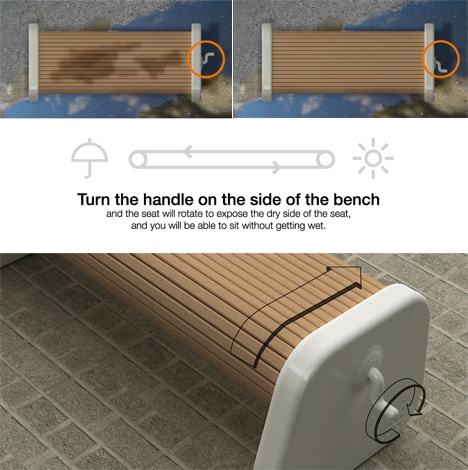 Turn the handle on the side of the bench
and the seat will rotate to expose the dry side of the seat,
and you will be able to sit without getting wet.